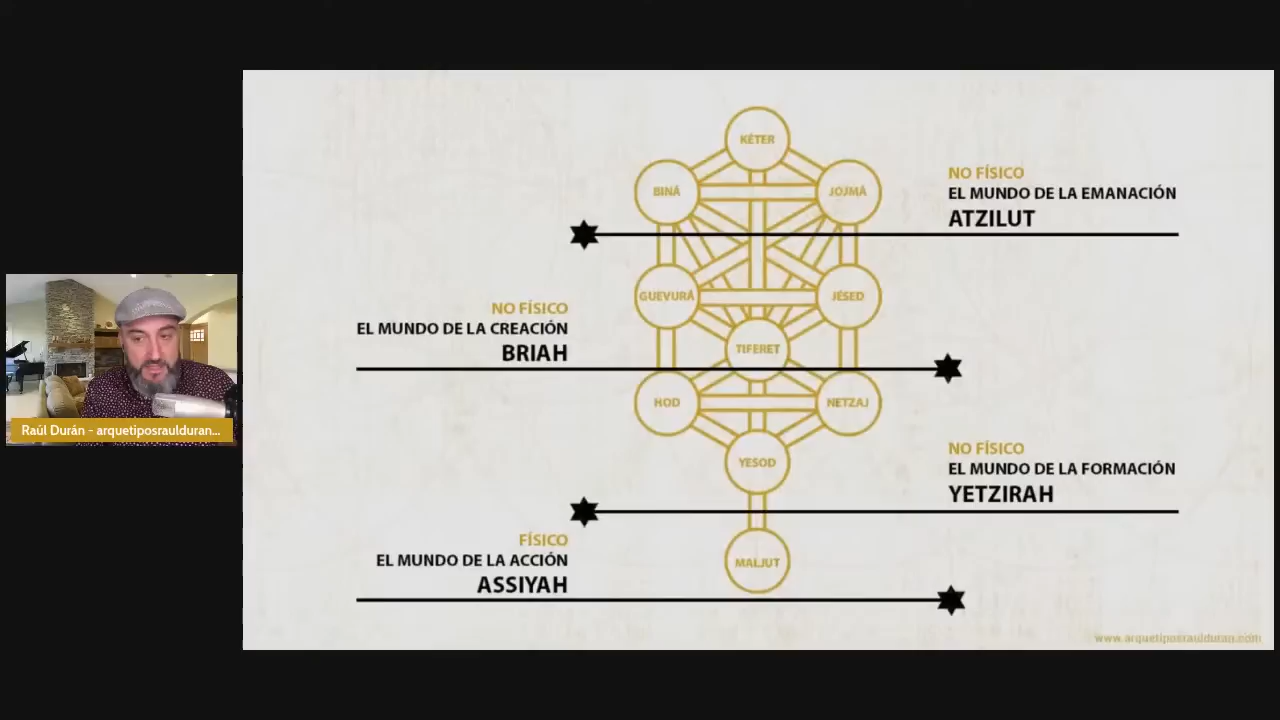 KÉTER
BINÁ
JOJMÁ
NO FÍSICO
EL MUNDO DE LA EMANACIÓN
ATZILUT
GUEVURÁ
JÉSED
NO FÍSICO
EL MUNDO DE LA CREACIÓN
BRIAH
TIFERET
HOD
NETZAJ
YESOD
NO FÍSICO
EL MUNDO DE LA FORMACIÓN
YETZIRAH
FÍSICO
EL MUNDO DE LA ACCIÓN
ASSIYAH
MALJUT
Raúl Durán - arquetiposraulduran...
www.arquetiposraulduran.com